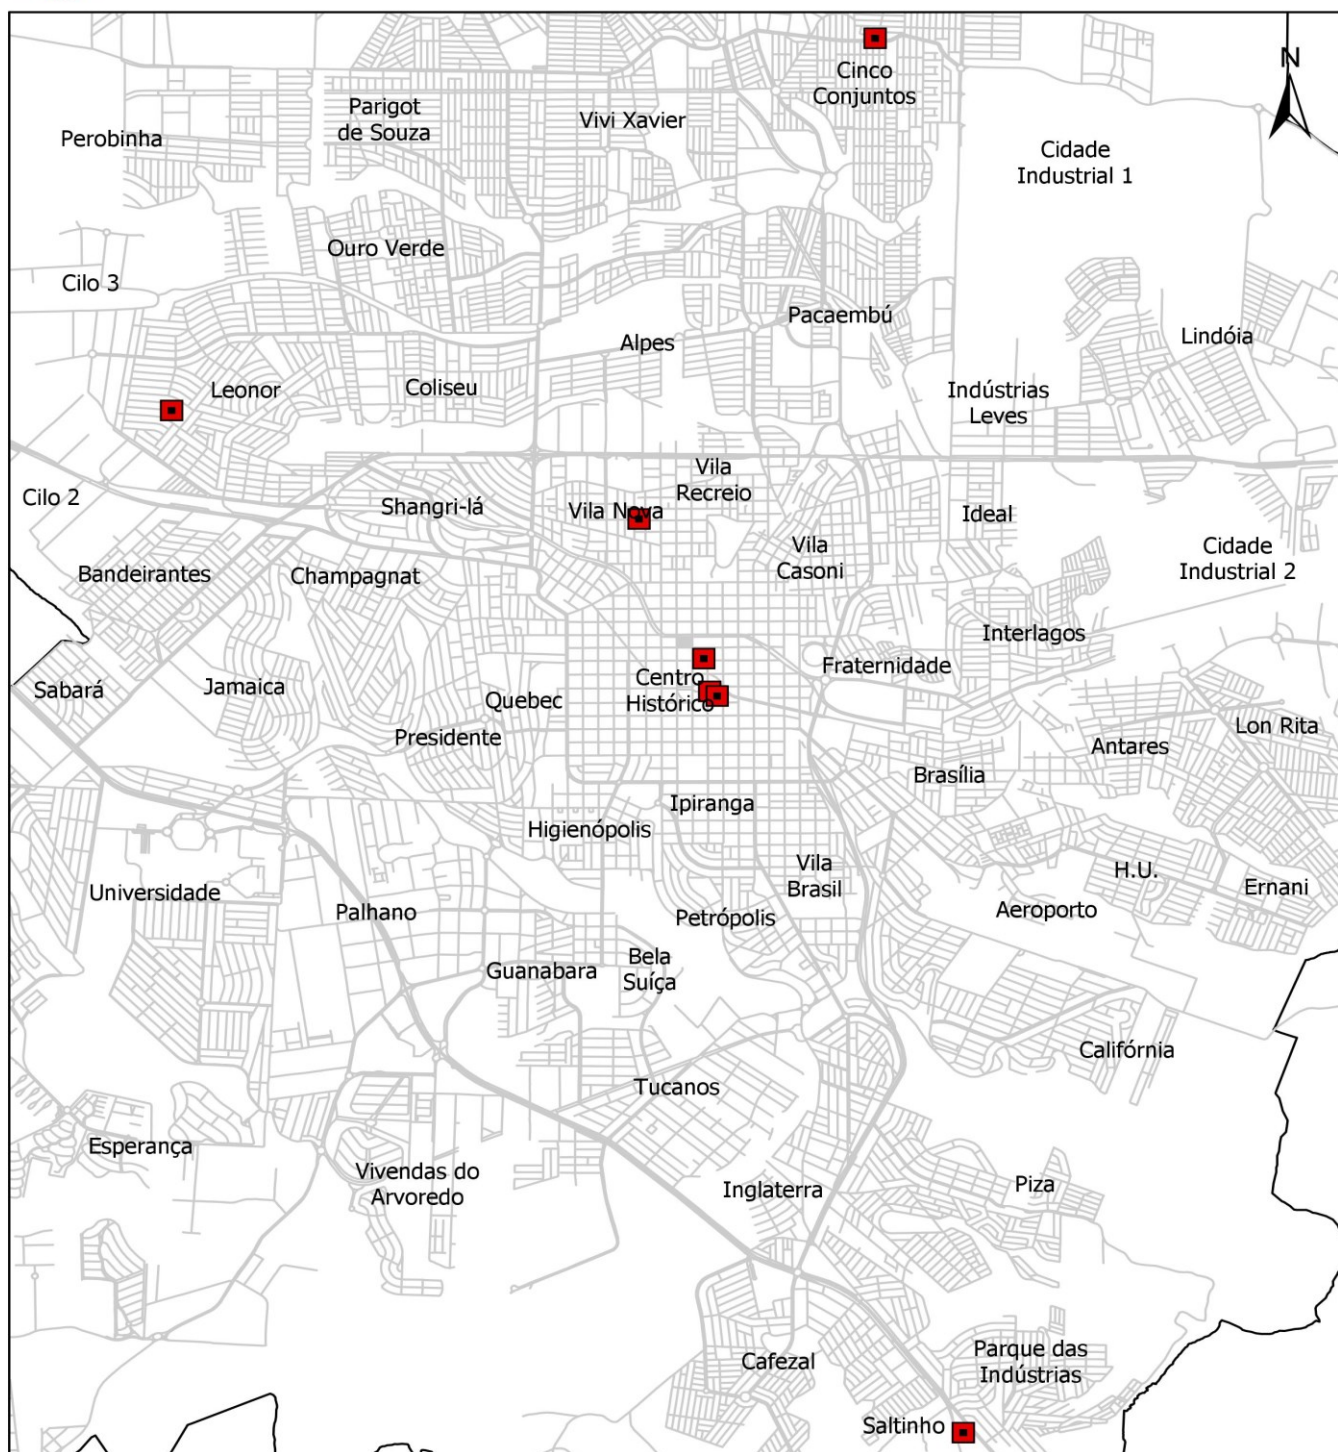 N
Cinco
Conjuntos
Parigot
de Souza
Vivi Xavier
Perobinha
Cidade
Industrial 1
Ouro Verde
Cilo 3
Pacaembú
Alpes
Lindóia
Leonor
Coliseu
Indústrias
Leves
Vila
Recreio
Cilo 2
Shangri-lá
Vila Nova
Ideal
Vila
Casoni
Cidade
Industrial 2
Bandeirantes
Champagnat
Interlagos
Fraternidade
Centro
Histórico
Sabará
Jamaica
Quebec
Presidente
Lon Rita
Antares
Brasília
Ipiranga
Higienópolis
Vila
Brasil
H.U.
Ernani
Universidade
Palhano
Petrópolis
Aeroporto
Bela
Suíça
Guanabara
Califórnia
Tucanos
Esperança
Vivendas do
Arvoredo
Inglaterra
Piza
Cafezal
Parque das
Indústrias
Saltinho